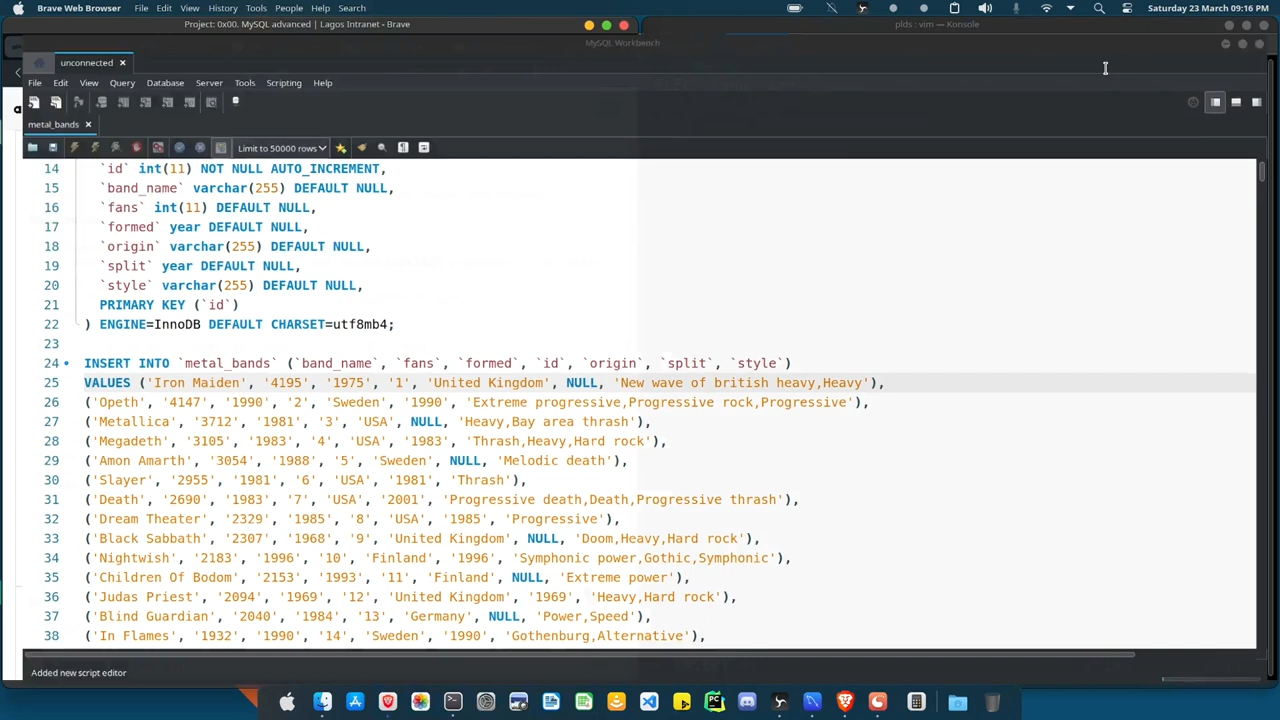 Brave Web Browser File Edit View History Tools People Help Search Saturday 23 March 09:16 PM
Project: 0x00. MySQL advanced | Lagos Intranet - Brave
plds : vim — Konsole
MySQL Workbench
unconnected
File Edit View Query Database Server Tools Scripting Help
metal_bands
Limit to 50000 rows
14 `id` int(11) NOT NULL AUTO_INCREMENT,
15 `band_name` varchar(255) DEFAULT NULL,
16 `fans` int(11) DEFAULT NULL,
17 `formed` year DEFAULT NULL,
18 `origin` varchar(255) DEFAULT NULL,
19 `split` year DEFAULT NULL,
20 `style` varchar(255) DEFAULT NULL,
21 PRIMARY KEY (`id`)
22 ) ENGINE=InnoDB DEFAULT CHARSET=utf8mb4;
23
24 INSERT INTO `metal_bands` (`band_name`, `fans`, `formed`, `id`, `origin`, `split`, `style`)
25 VALUES ('Iron Maiden', '4195', '1975', '1', 'United Kingdom', NULL, 'New wave of british heavy,Heavy'),
26 ('Opeth', '4147', '1990', '2', 'Sweden', '1990', 'Extreme progressive,Progressive rock,Progressive'),
27 ('Metallica', '3712', '1981', '3', 'USA', NULL, 'Heavy,Bay area thrash'),
28 ('Megadeth', '3105', '1983', '4', 'USA', '1983', 'Thrash,Heavy,Hard rock'),
29 ('Amon Amarth', '3054', '1988', '5', 'Sweden', NULL, 'Melodic death'),
30 ('Slayer', '2955', '1981', '6', 'USA', '1981', 'Thrash'),
31 ('Death', '2690', '1983', '7', 'USA', '2001', 'Progressive death,Death,Progressive thrash'),
32 ('Dream Theater', '2329', '1985', '8', 'USA', '1985', 'Progressive'),
33 ('Black Sabbath', '2307', '1968', '9', 'United Kingdom', NULL, 'Doom,Heavy,Hard rock'),
34 ('Nightwish', '2183', '1996', '10', 'Finland', '1996', 'Symphonic power,Gothic,Symphonic'),
35 ('Children Of Bodom', '2153', '1993', '11', 'Finland', NULL, 'Extreme power'),
36 ('Judas Priest', '2094', '1969', '12', 'United Kingdom', '1969', 'Heavy,Hard rock'),
37 ('Blind Guardian', '2040', '1984', '13', 'Germany', NULL, 'Power,Speed'),
38 ('In Flames', '1932', '1990', '14', 'Sweden', '1990', 'Gothenburg,Alternative'),
Added new script editor